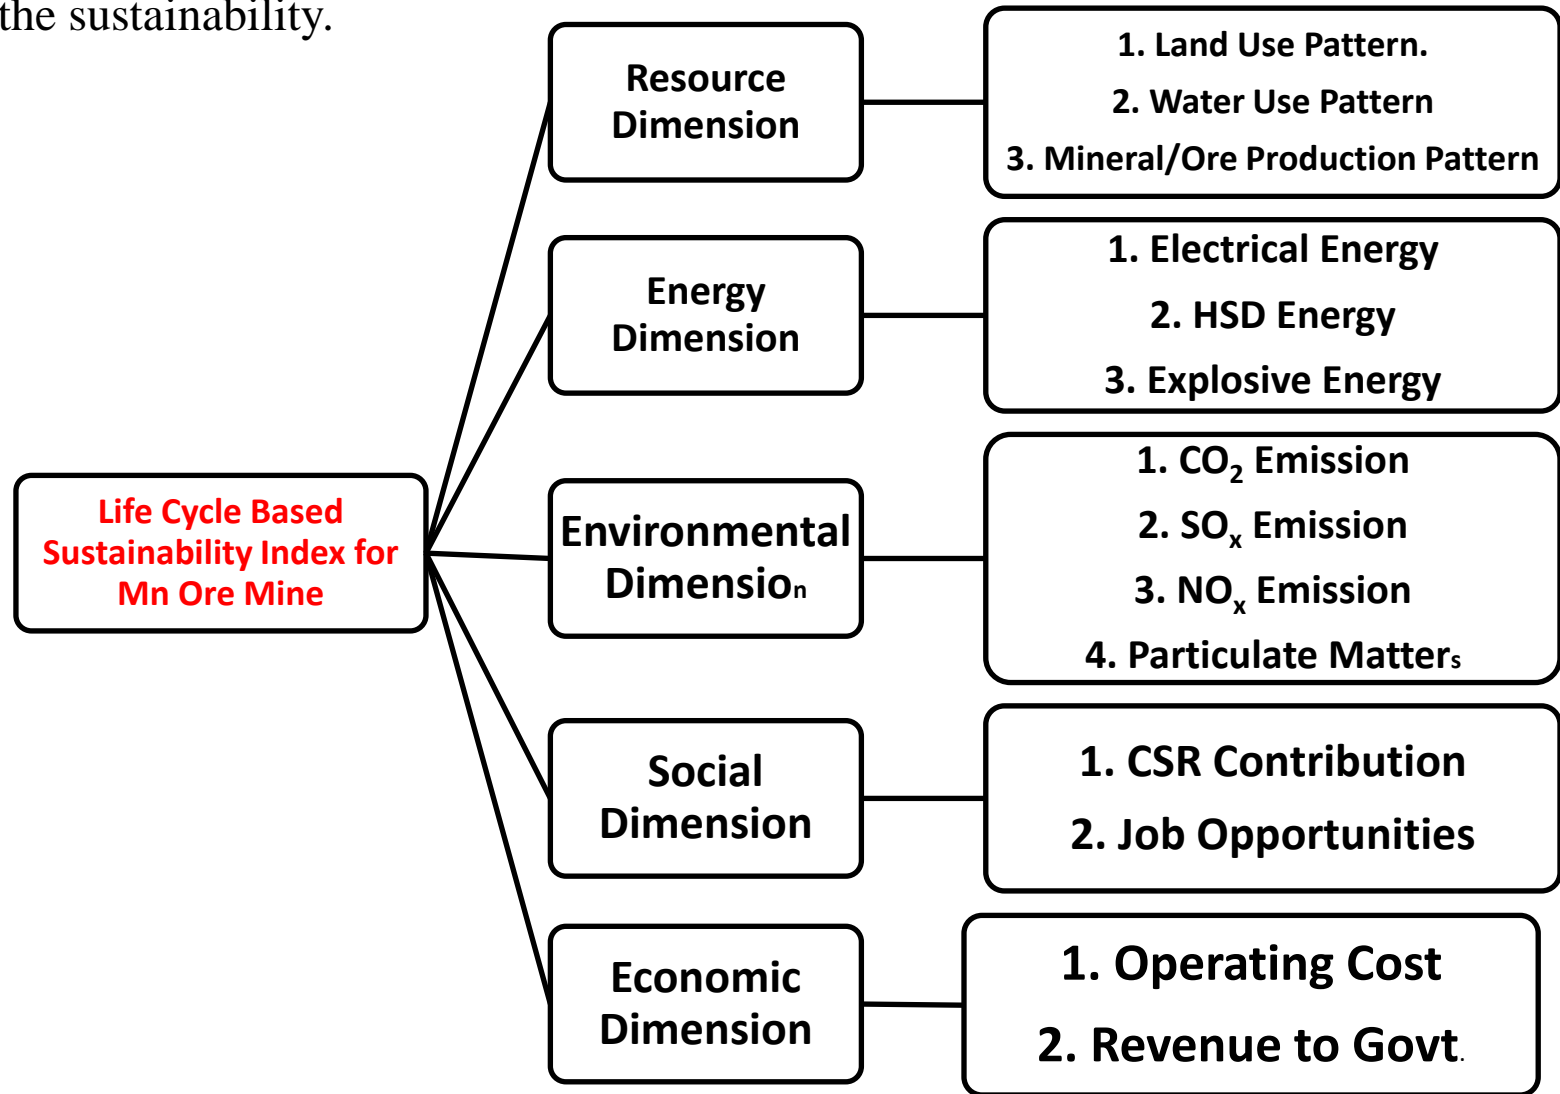 the sustainability.
Resource
Dimension
1. Land Use Pattern.
2. Water Use Pattern
3. Mineral/Ore Production Pattern
Energy
Dimension
1. Electrical Energy
2. HSD Energy
3. Explosive Energy
Life Cycle Based
Sustainability Index for
Mn Ore Mine
Environmental
Dimension
1. CO₂ Emission
2. SOₓ Emission
3. NOₓ Emission
4. Particulate Matters
Social
Dimension
1. CSR Contribution
2. Job Opportunities
Economic
Dimension
1. Operating Cost
2. Revenue to Govt.